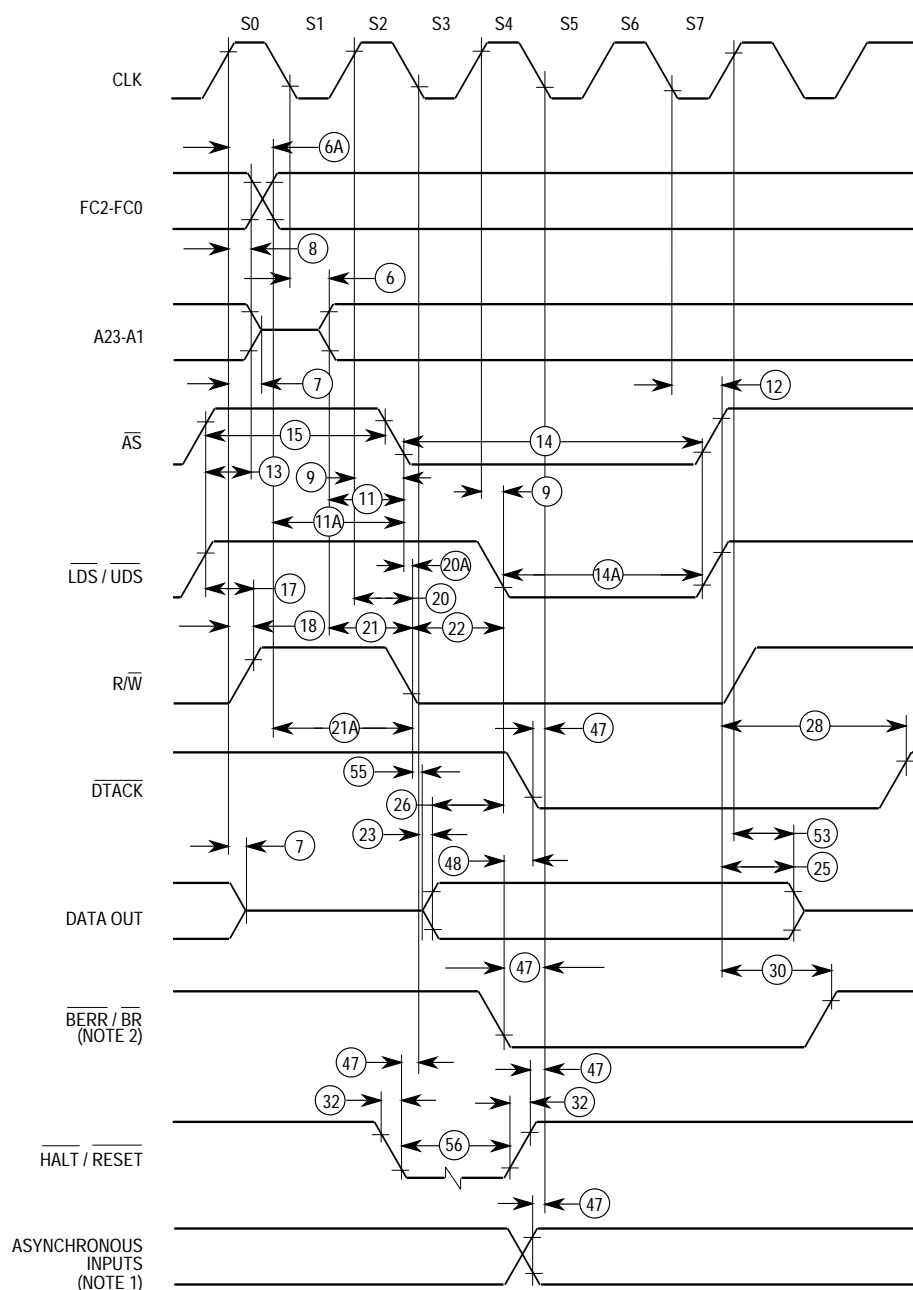 S0 S1 S2 S3 S4 S5 S6 S7
CLK
6A
FC2-FC0
8
6
A23-A1
7 12
15 14
AS
13 9 9
11
11A
20A
LDS / UDS 14A
17 20
18 21 22
R/W
21A 47 28
55
DTACK
26
23 53
7 48 25
DATA OUT
47 30
BERR / BR
(NOTE 2)
47 47
32 32
56
HALT / RESET
47
ASYNCHRONOUS
INPUTS
(NOTE 1)